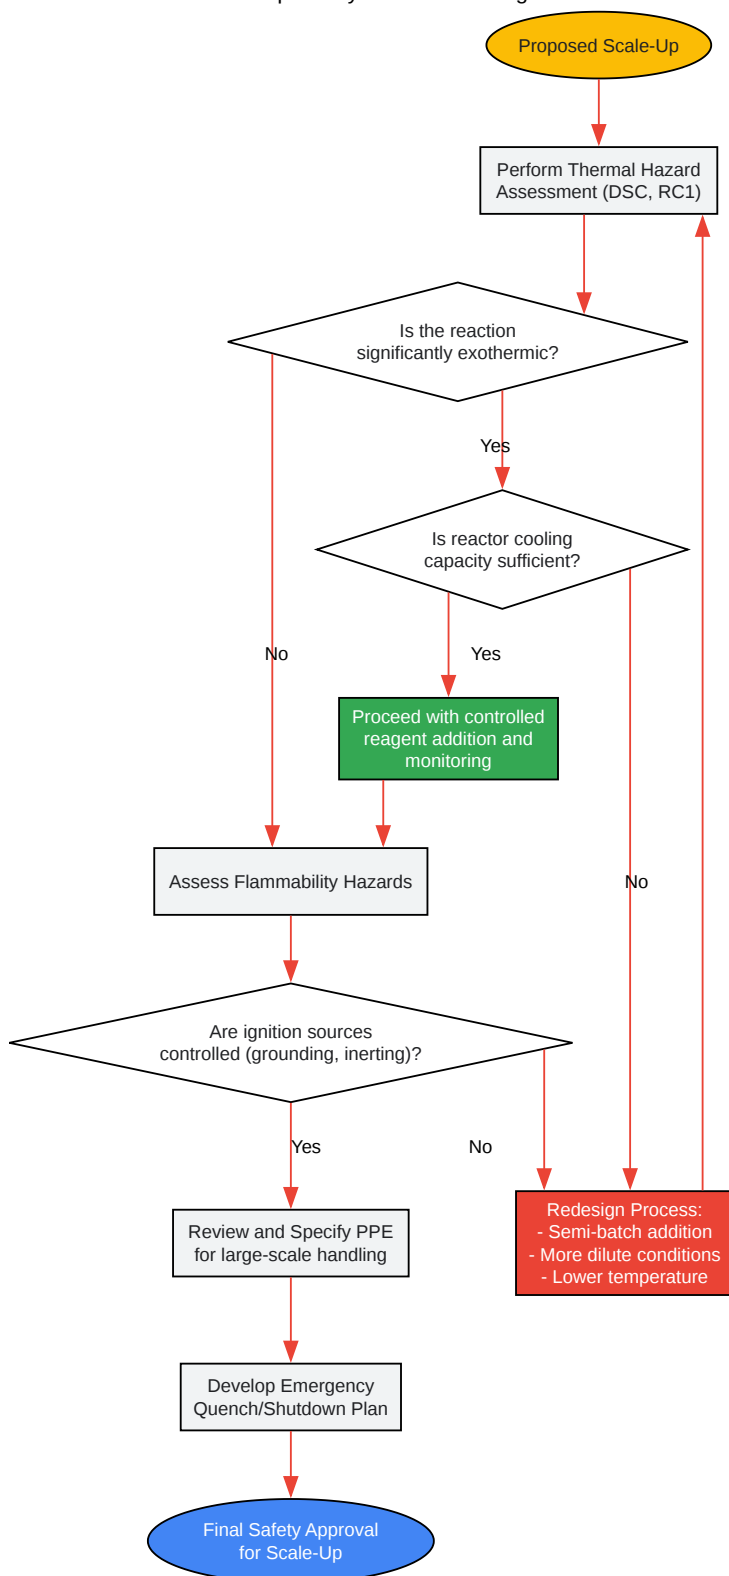 Proposed Scale-Up
Perform Thermal Hazard
Assessment (DSC, RC1)
Is the reaction
significantly exothermic?
Yes
Is reactor cooling
capacity sufficient?
No
Yes
Proceed with controlled
reagent addition and
monitoring
Assess Flammability Hazards
No
Are ignition sources
controlled (grounding, inerting)?
Yes
No
Review and Specify PPE
for large-scale handling
Redesign Process:
- Semi-batch addition
- More dilute conditions
- Lower temperature
Develop Emergency
Quench/Shutdown Plan
Final Safety Approval
for Scale-Up